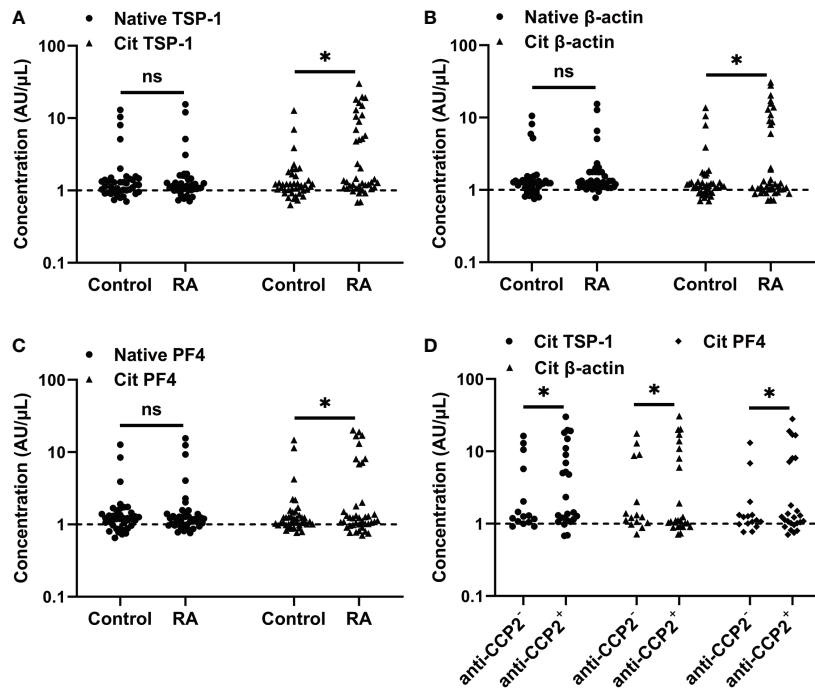 A
Native TSP-1
Cit TSP-1
Concentration (AU/µL)
100
10
1
0.1
ns
*
Control RA Control RA
B
Native β-actin
Cit β-actin
Concentration (AU/µL)
100
10
1
0.1
ns
*
Control RA Control RA
C
Native PF4
Cit PF4
Concentration (AU/µL)
100
10
1
0.1
ns
*
Control RA Control RA
D
Cit TSP-1 Cit PF4
Cit β-actin
Concentration (AU/µL)
100
10
1
0.1
* * *
anti-CCP2⁻
anti-CCP2⁺
anti-CCP2⁻
anti-CCP2⁺
anti-CCP2⁻
anti-CCP2⁺